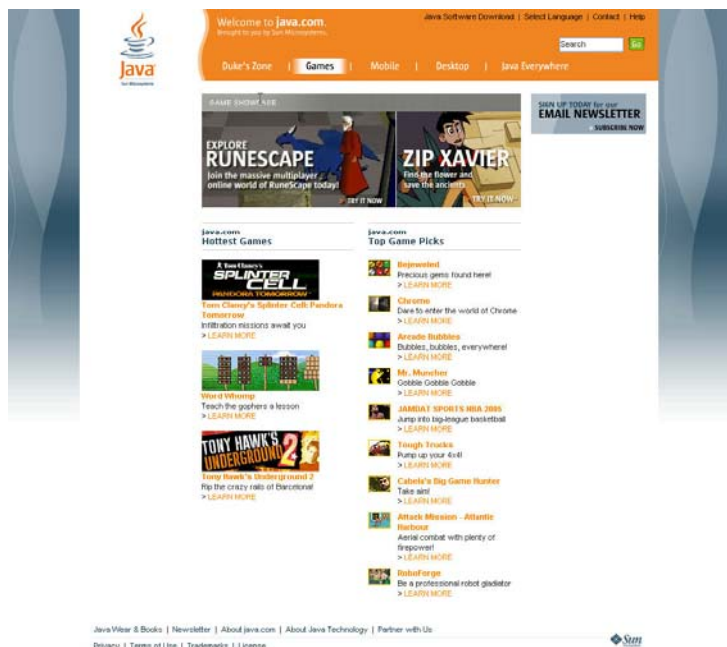 Java
Sun Microsystems
Welcome to java.com.
Brought to you by Sun Microsystems.
Java Software Download | Select Language | Contact | Help
Search Go
Duke's Zone | Games | Mobile | Desktop | Java Everywhere
GAME SHOWCASE
EXPLORE
RUNESCAPE
Join the massive multiplayer
online world of RuneScape today!
TRY IT NOW
ZIP XAVIER
Find the flower and
save the ancients
TRY IT NOW
SIGN UP TODAY for our
EMAIL NEWSLETTER
SUBSCRIBE NOW
java.com
Hottest Games
Tom Clancy's
SPLINTER
CELL
PANDORA TOMORROW
Tom Clancy's Splinter Cell: Pandora
Tomorrow
Infiltration missions await you
> LEARN MORE
Word Whomp
Teach the gophers a lesson
> LEARN MORE
TONY HAWK'S
UNDERGROUND 2
Tony Hawk's Underground 2
Rip the crazy rails of Barcelona!
> LEARN MORE
java.com
Top Game Picks
Bejeweled
Precious gems found here!
> LEARN MORE
Chrome
Dare to enter the world of Chrome
> LEARN MORE
Arcade Bubbles
Bubbles, bubbles, everywhere!
> LEARN MORE
Mr. Muncher
Gobble Gobble Gobble
> LEARN MORE
JAMDAT SPORTS NBA 2005
Jump into big-league basketball
> LEARN MORE
Tough Trucks
Pump up your 4x4!
> LEARN MORE
Cabela's Big Game Hunter
Take aim!
> LEARN MORE
Attack Mission - Atlantic
Harbour
Aerial combat with plenty of
firepower!
> LEARN MORE
RoboForge
Be a professional robot gladiator
> LEARN MORE
Java Wear & Books | Newsletter | About java.com | About Java Technology | Partner with Us
Privacy | Terms of Use | Trademarks | License
Sun